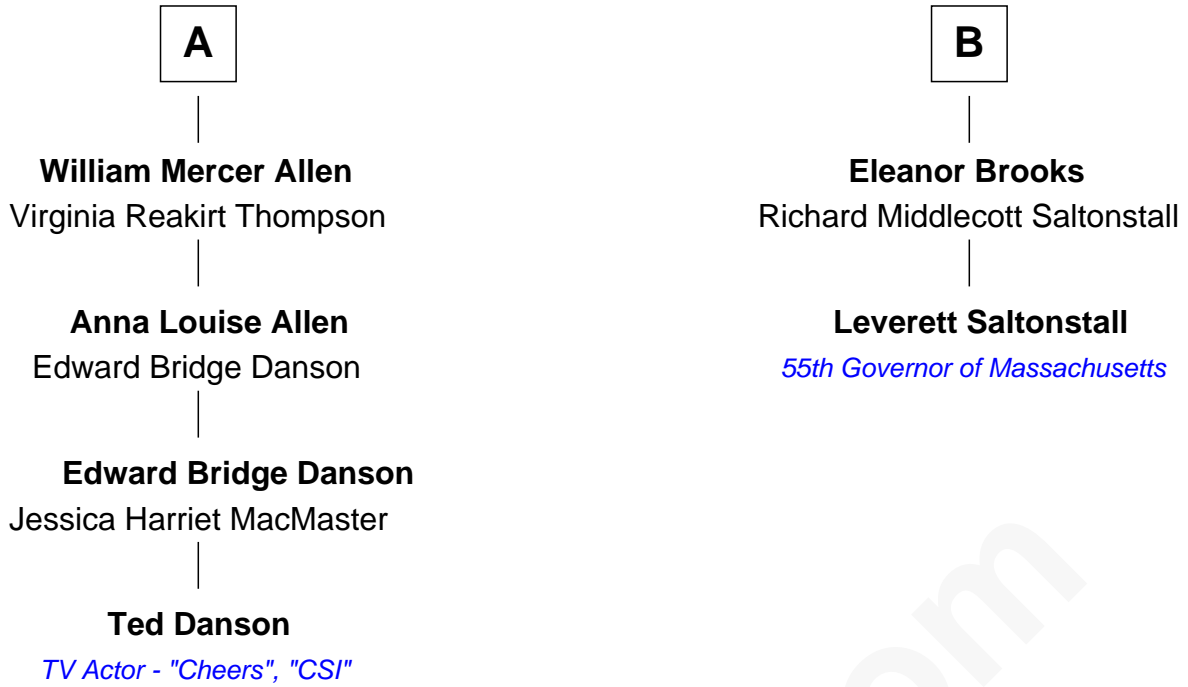 A
William Mercer Allen
Virginia Reakirt Thompson
Anna Louise Allen
Edward Bridge Danson
Edward Bridge Danson
Jessica Harriet MacMaster
Ted Danson
TV Actor - "Cheers", "CSI"
B
Eleanor Brooks
Richard Middlecott Saltonstall
Leverett Saltonstall
55th Governor of Massachusetts
om